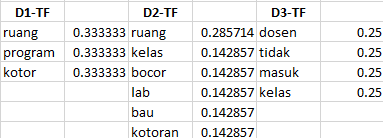 D1-TF D2-TF D3-TF
ruang 0.333333 ruang 0.285714 dosen 0.25
program 0.333333 kelas 0.142857 tidak 0.25
kotor 0.333333 bocor 0.142857 masuk 0.25
lab 0.142857 kelas 0.25
bau 0.142857
kotoran 0.142857